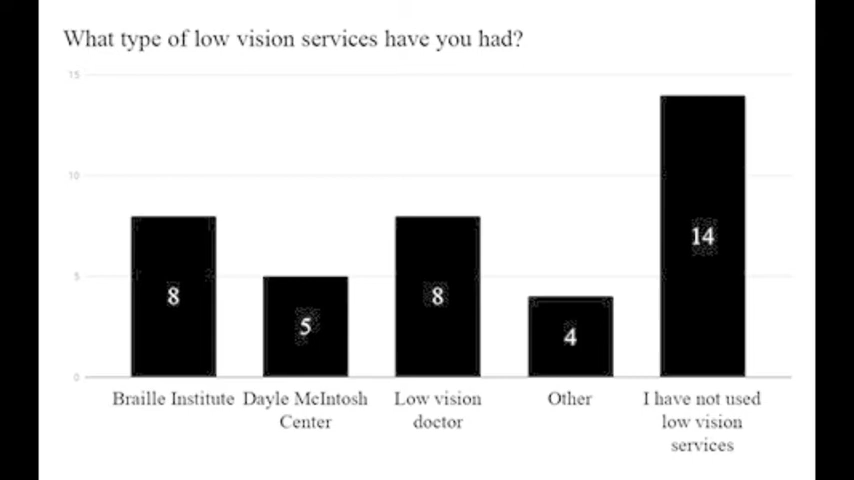 What type of low vision services have you had?
15
10
5
0
8
5
8
4
14
Braille Institute
Dayle McIntosh
Center
Low vision
doctor
Other
I have not used
low vision
services